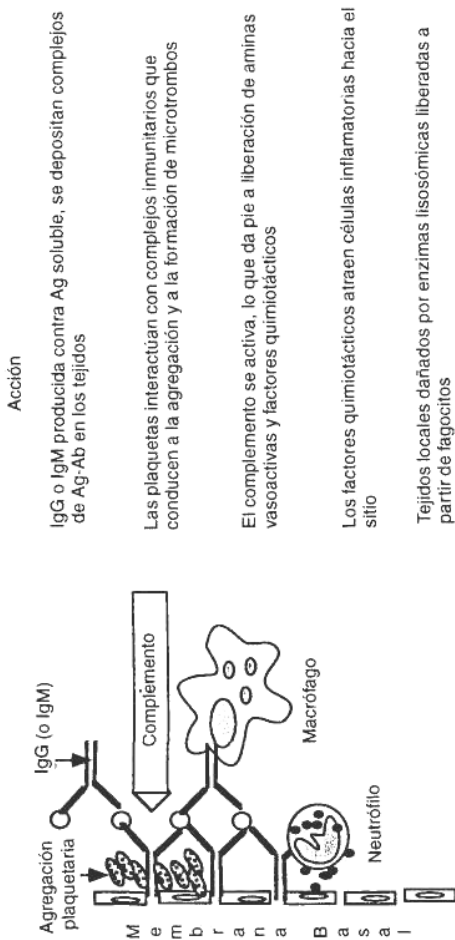 Acción
IgG o IgM producida contra Ag soluble, se depositan complejos
de Ag-Ab en los tejidos
Las plaquetas interactúan con complejos inmunitarios que
conducen a la agregación y a la formación de microtrombos
El complemento se activa, lo que da pie a liberación de aminas
vasoactivas y factores quimiotácticos
Los factores quimiotácticos atraen células inflamatorias hacia el
sitio
Tejidos locales dañados por enzimas lisosómicas liberadas a
partir de fagocitos
Agregación
plaquetaria
IgG (o IgM)
Complemento
Macrófago
Neutrófilo
Membrana Basal